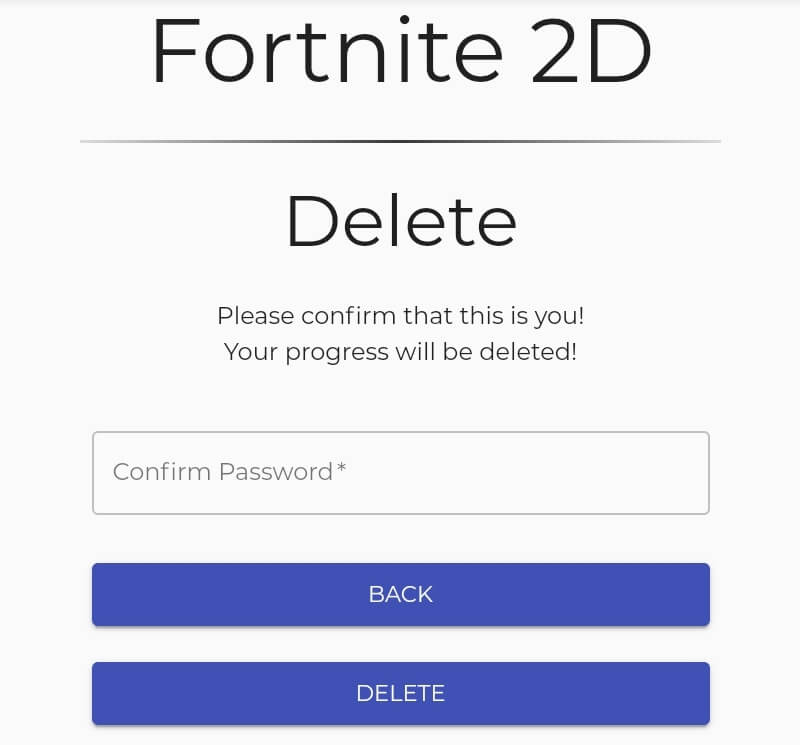 Fortnite 2D
Delete
Please confirm that this is you!
Your progress will be deleted!
Confirm Password *
BACK
DELETE